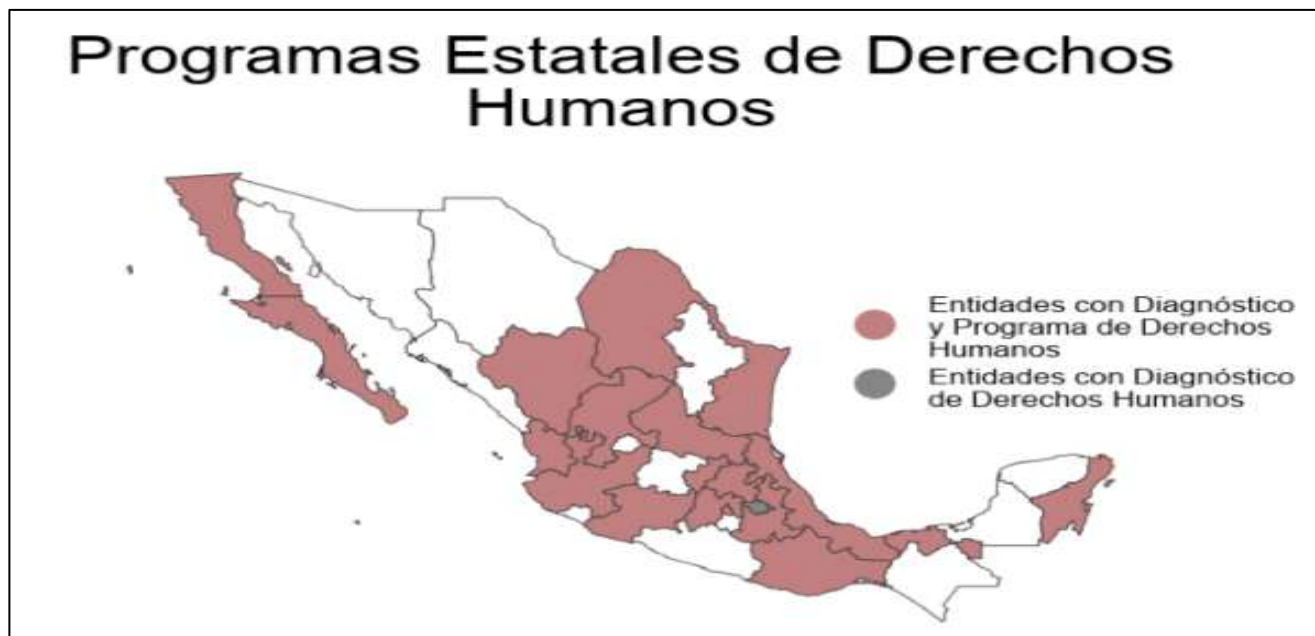 Programas Estatales de Derechos
Humanos
Entidades con Diagnóstico
y Programa de Derechos
Humanos
Entidades con Diagnóstico
de Derechos Humanos